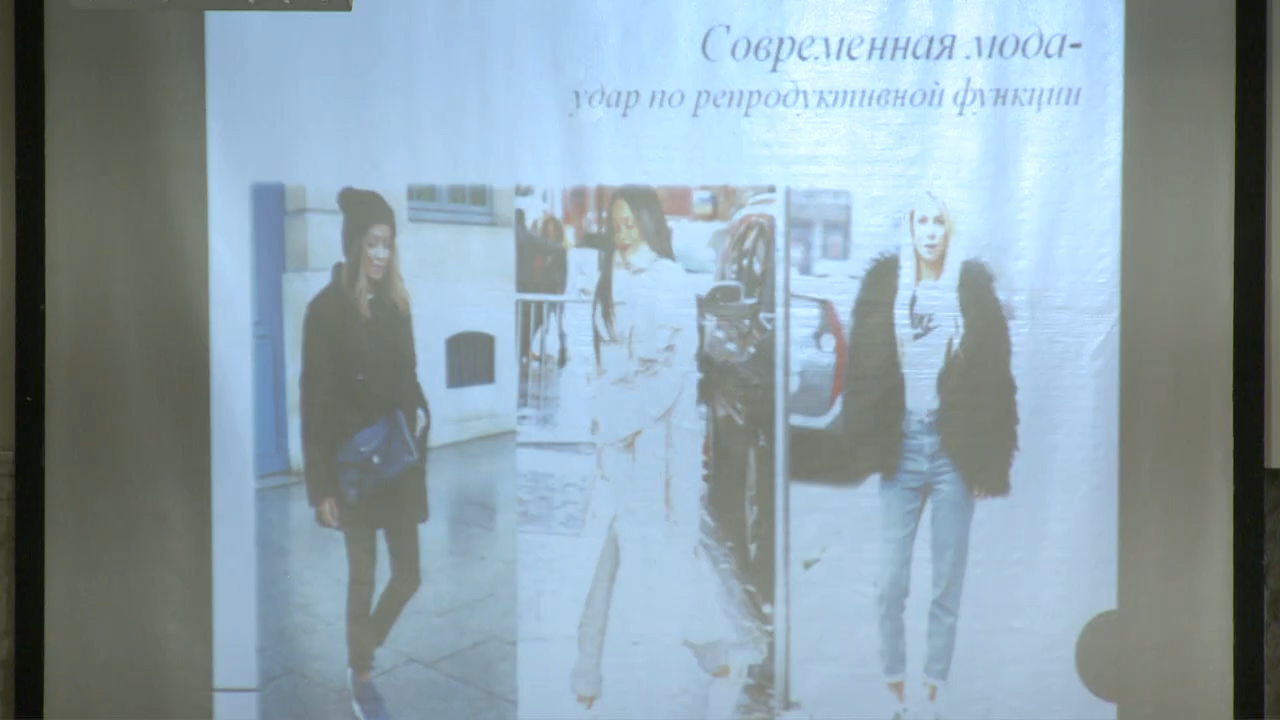 Современная мода-
удар по репродуктивной функции